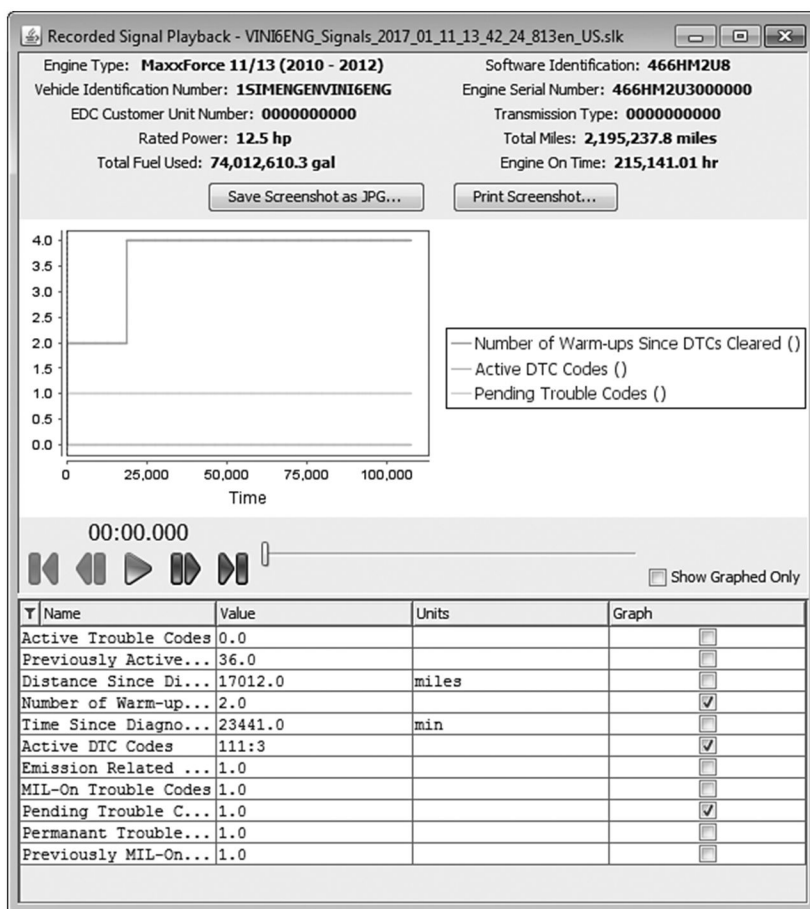 Recorded Signal Playback - VINI6ENG_Signals_2017_01_11_13_42_24_813en_US.slk
Engine Type: MaxxForce 11/13 (2010 - 2012)
Software Identification: 466HM2U8
Vehicle Identification Number: 1SIMENGENVINI6ENG
Engine Serial Number: 466HM2U3000000
EDC Customer Unit Number: 0000000000
Transmission Type: 0000000000
Rated Power: 12.5 hp
Total Miles: 2,195,237.8 miles
Total Fuel Used: 74,012,610.3 gal
Engine On Time: 215,141.01 hr
Save Screenshot as JPG...
Print Screenshot...
4.0
3.5
3.0
2.5
2.0
1.5
1.0
0.5
0.0
0 25,000 50,000 75,000 100,000
Time
Number of Warm-ups Since DTCs Cleared ()
Active DTC Codes ()
Pending Trouble Codes ()
00:00.000
Show Graphed Only
Name Value Units Graph
Active Trouble Codes 0.0
Previously Active... 36.0
Distance Since Di... 17012.0 miles
Number of Warm-up... 2.0
Time Since Diagno... 23441.0 min
Active DTC Codes 111:3
Emission Related ... 1.0
MIL-On Trouble Codes 1.0
Pending Trouble C... 1.0
Permanant Trouble... 1.0
Previously MIL-On... 1.0